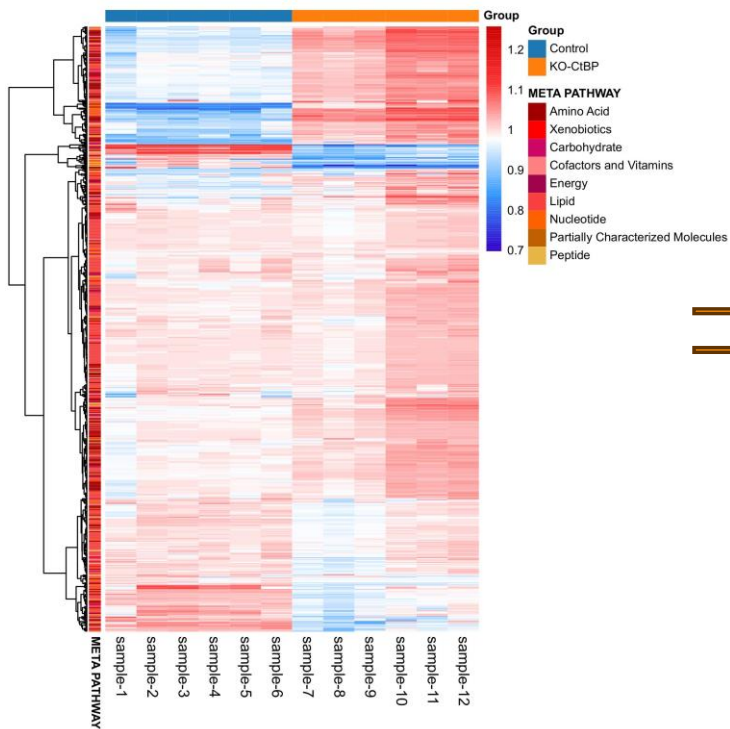 Group
1.2
1.1
1
0.9
0.8
0.7
Group
Control
KO-CtBP
META PATHWAY
Amino Acid
Xenobiotics
Carbohydrate
Cofactors and Vitamins
Energy
Lipid
Nucleotide
Partially Characterized Molecules
Peptide
META PATHWAY
sample-1
sample-2
sample-3
sample-4
sample-5
sample-6
sample-7
sample-8
sample-9
sample-10
sample-11
sample-12